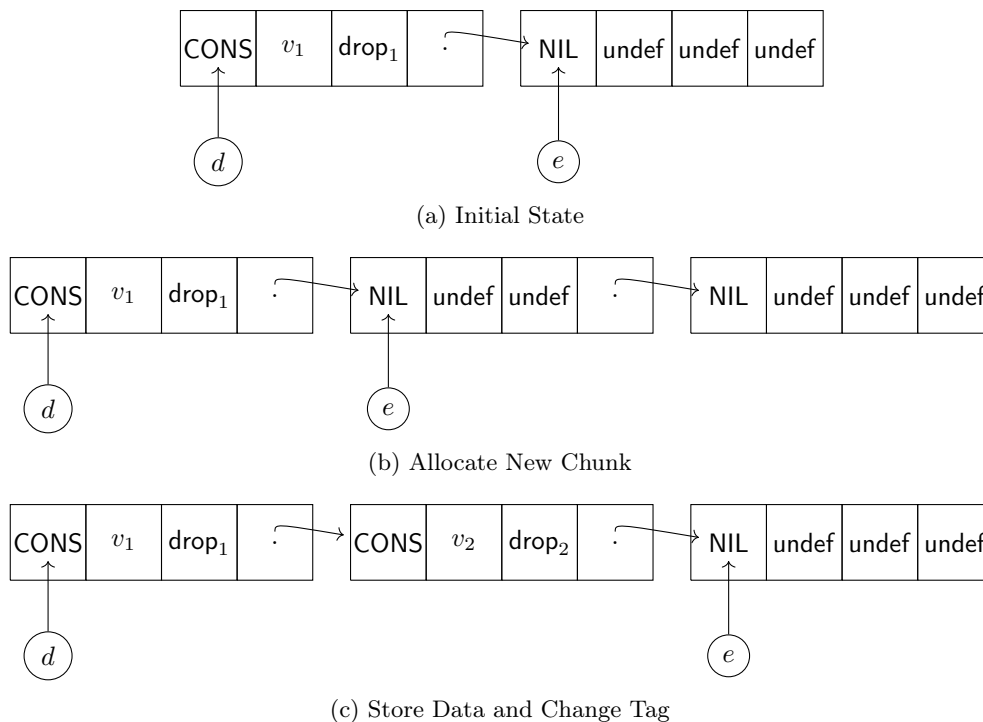 CONS v₁ drop₁ · NIL undef undef undef
d e
(a) Initial State
CONS v₁ drop₁ · NIL undef undef · NIL undef undef undef
d e
(b) Allocate New Chunk
CONS v₁ drop₁ · CONS v₂ drop₂ · NIL undef undef undef
d e
(c) Store Data and Change Tag